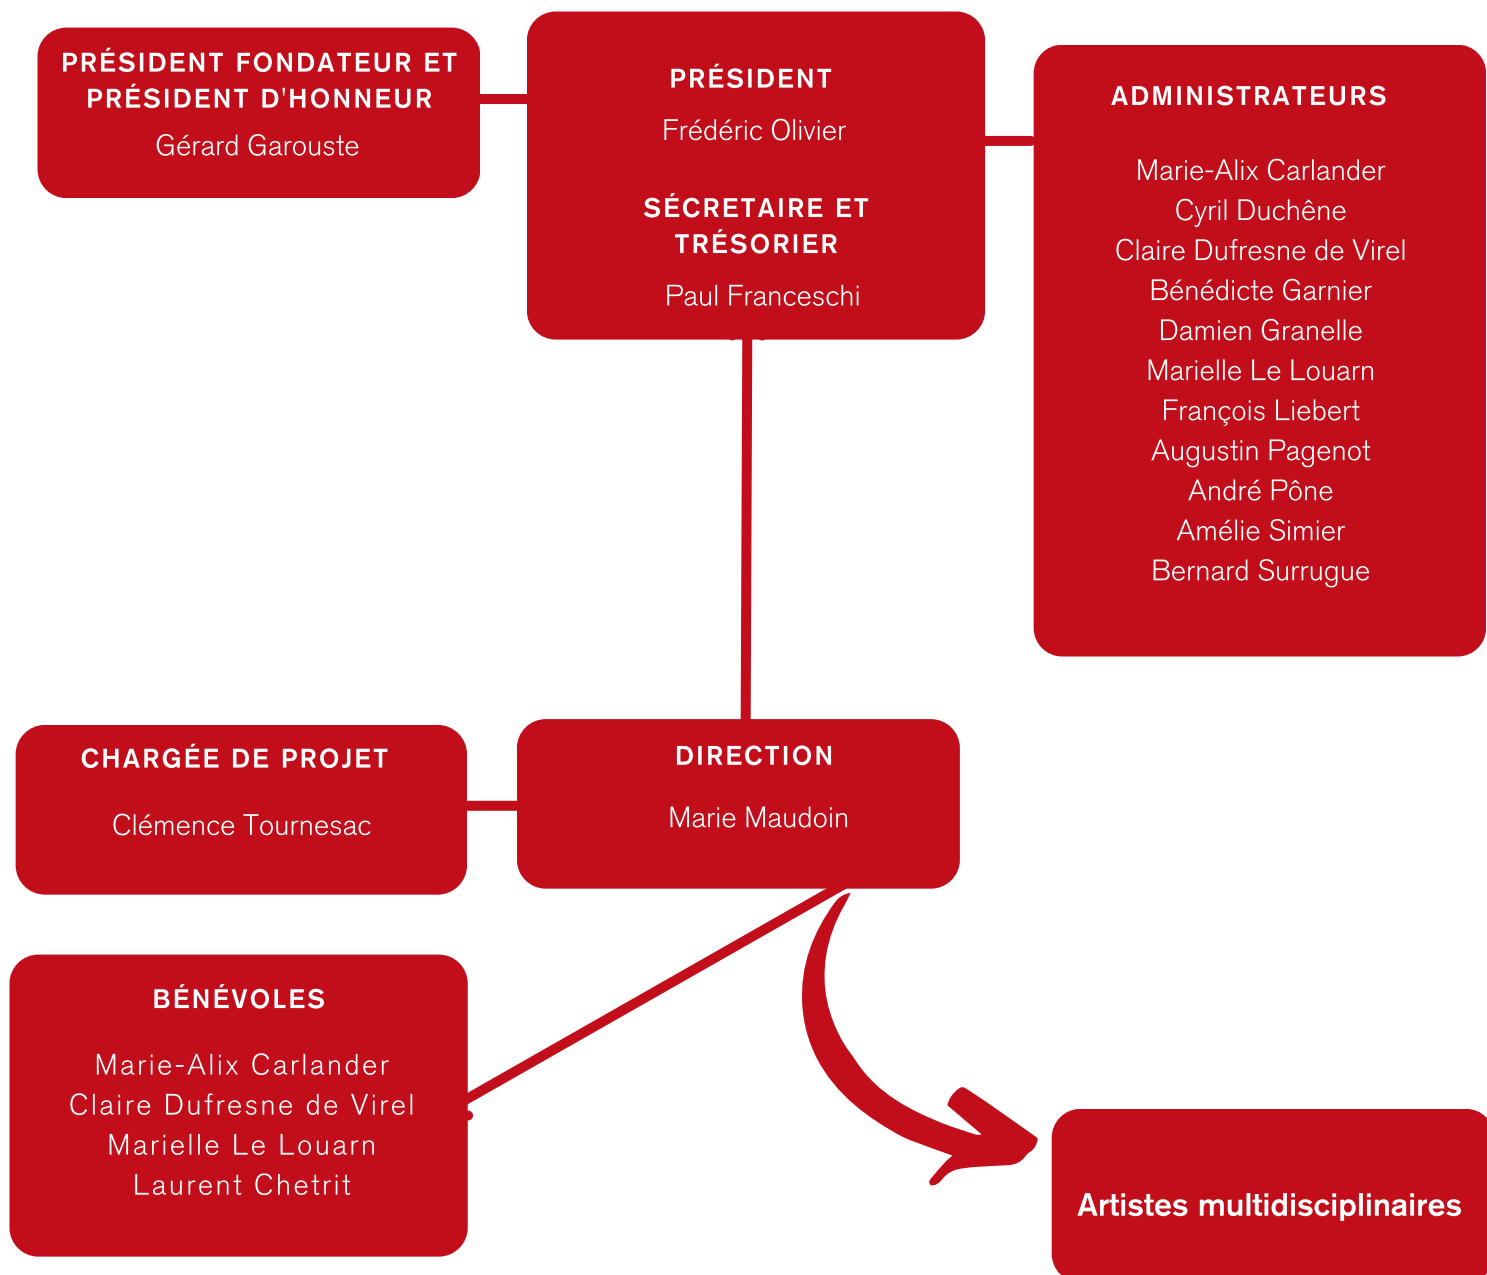 PRÉSIDENT FONDATEUR ET
PRÉSIDENT D'HONNEUR
Gérard Garouste
PRÉSIDENT
Frédéric Olivier
SÉCRETAIRE ET
TRÉSORIER
Paul Franceschi
ADMINISTRATEURS
Marie-Alix Carlander
Cyril Duchêne
Claire Dufresne de Virel
Bénédicte Garnier
Damien Granelle
Marielle Le Louarn
François Liebert
Augustin Pagenot
André Pône
Amélie Simier
Bernard Surrugue
CHARGÉE DE PROJET
Clémence Tournesac
DIRECTION
Marie Maudoin
BÉNÉVOLES
Marie-Alix Carlander
Claire Dufresne de Virel
Marielle Le Louarn
Laurent Chetrit
Artistes multidisciplinaires